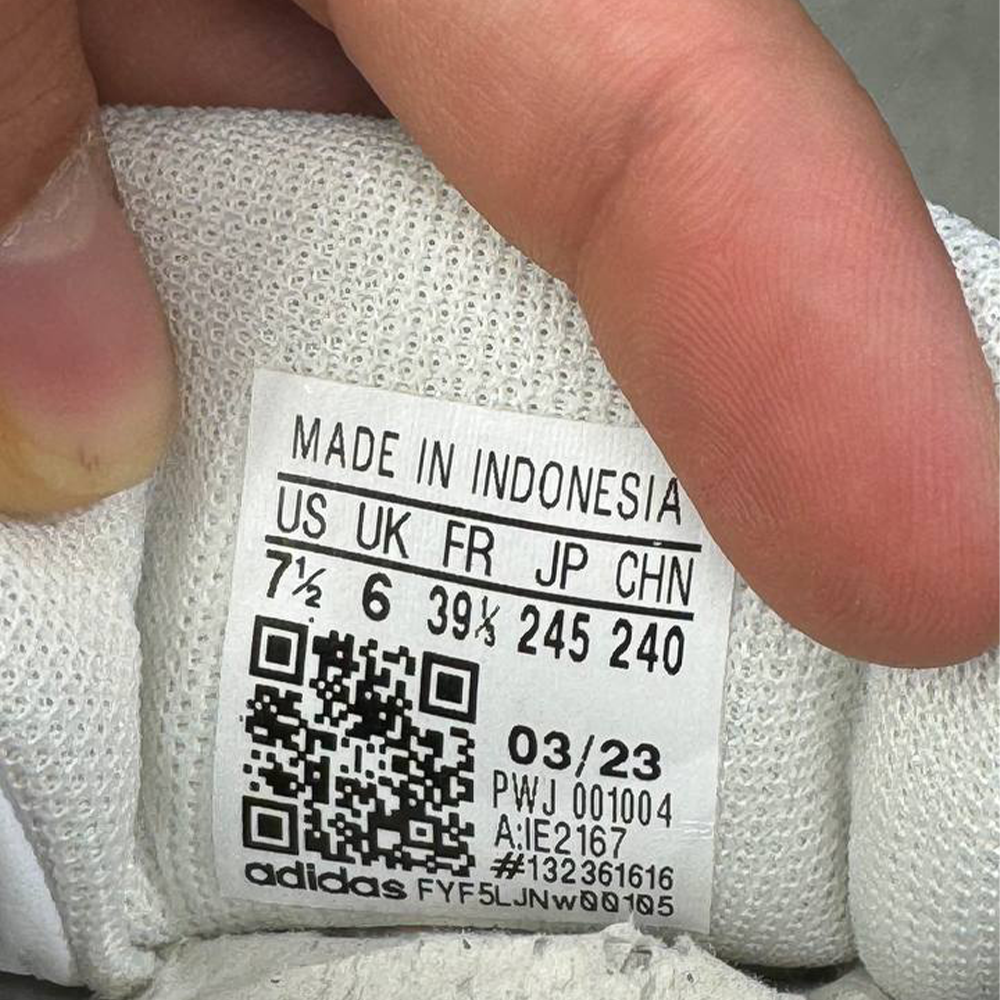 MADE IN INDONESIA
US UK FR JP CHN
7½ 6 39⅓ 245 240
03/23
PWJ 001004
A:IE2167
#132361616
adidas FYF5LJNw00105